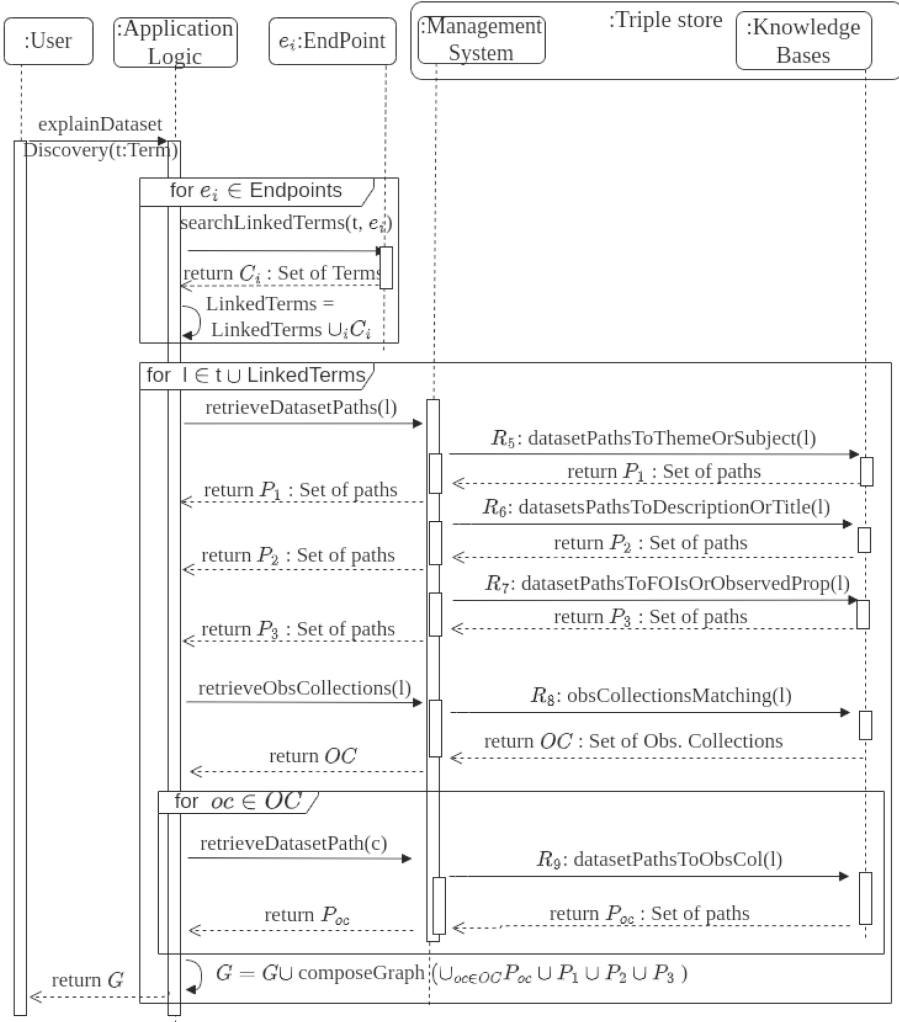 :Triple store
:User
:Application
Logic
e_i:EndPoint
:Management
System
:Knowledge
Bases
explainDataset
Discovery(t:Term)
for e_i ∈ Endpoints
searchLinkedTerms(t, e_i)
return C_i : Set of Terms
LinkedTerms =
LinkedTerms ∪_i C_i
for l ∈ t ∪ LinkedTerms
retrieveDatasetPaths(l)
R_5: datasetPathsToThemeOrSubject(l)
return P_1 : Set of paths
return P_1 : Set of paths
R_6: datasetsPathsToDescriptionOrTitle(l)
return P_2 : Set of paths
return P_2 : Set of paths
R_7: datasetPathsToFOIsOrObservedProp(l)
return P_3 : Set of paths
return P_3 : Set of paths
retrieveObsCollections(l)
R_8: obsCollectionsMatching(l)
return OC : Set of Obs. Collections
return OC
for oc ∈ OC
retrieveDatasetPath(c)
R_9: datasetPathsToObsCol(l)
return P_oc : Set of paths
return P_oc
G = G∪ composeGraph (∪_{oc∈OC} P_oc ∪ P_1 ∪ P_2 ∪ P_3 )
return G